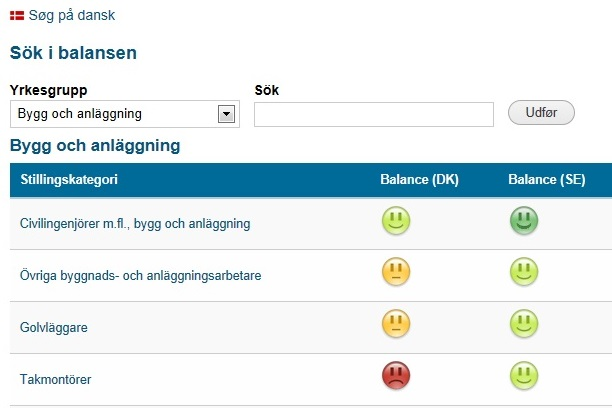 Søg på dansk
Sök i balansen
Yrkesgrupp Sök
Bygg och anläggning Udfør
Bygg och anläggning
Stillingskategori Balance (DK) Balance (SE)
Civilingenjörer m.fl., bygg och anläggning
Övriga byggnads- och anläggningsarbetare
Golvläggare
Takmontörer